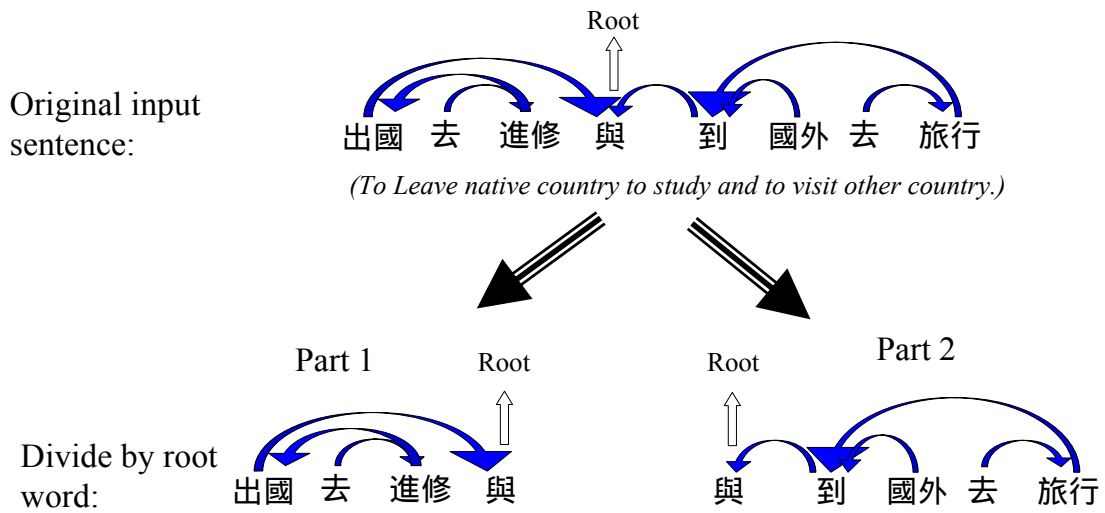 Root
Original input
sentence:
出國 去 進修 與 到 國外 去 旅行
(To Leave native country to study and to visit other country.)
Part 1
Root
Root
Part 2
Divide by root
word:
出國 去 進修 與
與 到 國外 去 旅行